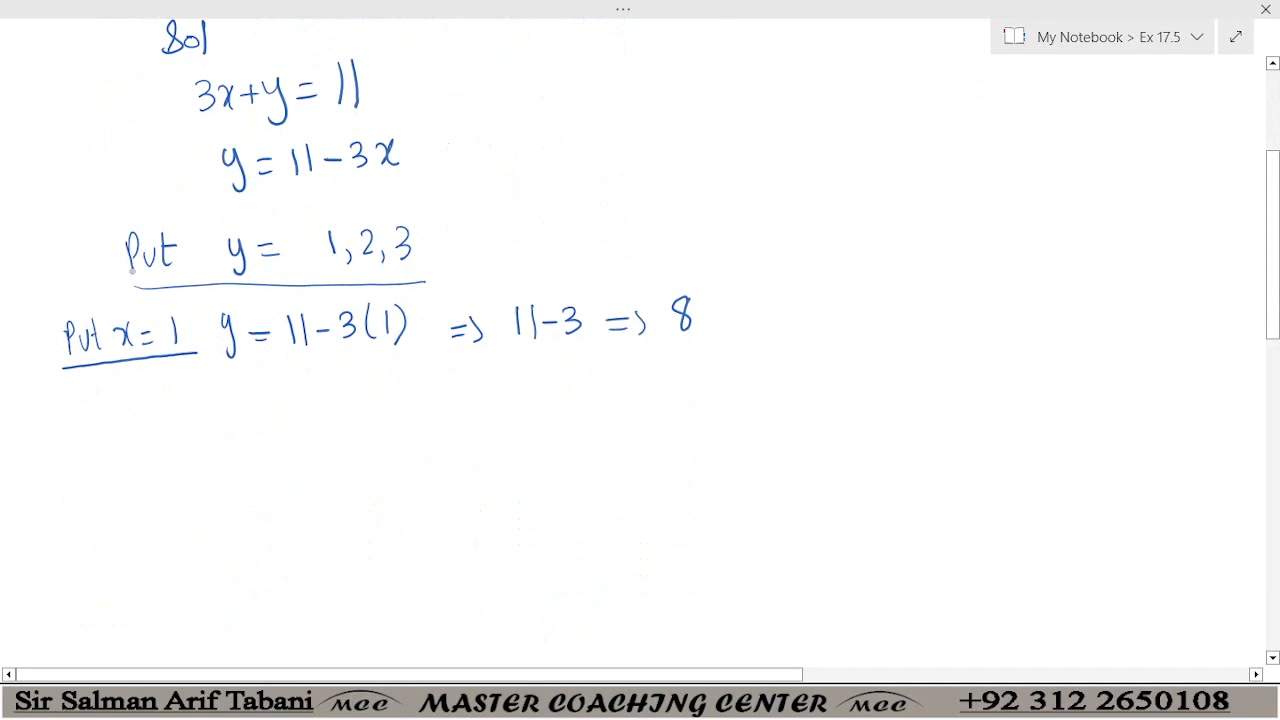 ...
My Notebook > Ex 17.5
Sol
3x+y = 11
y = 11-3x
Put y = 1,2,3
Put x = 1 y = 11-3(1) => 11-3 => 8
Sir Salman Arif Tabani mcc MASTER COACHING CENTER mcc +92 312 2650108